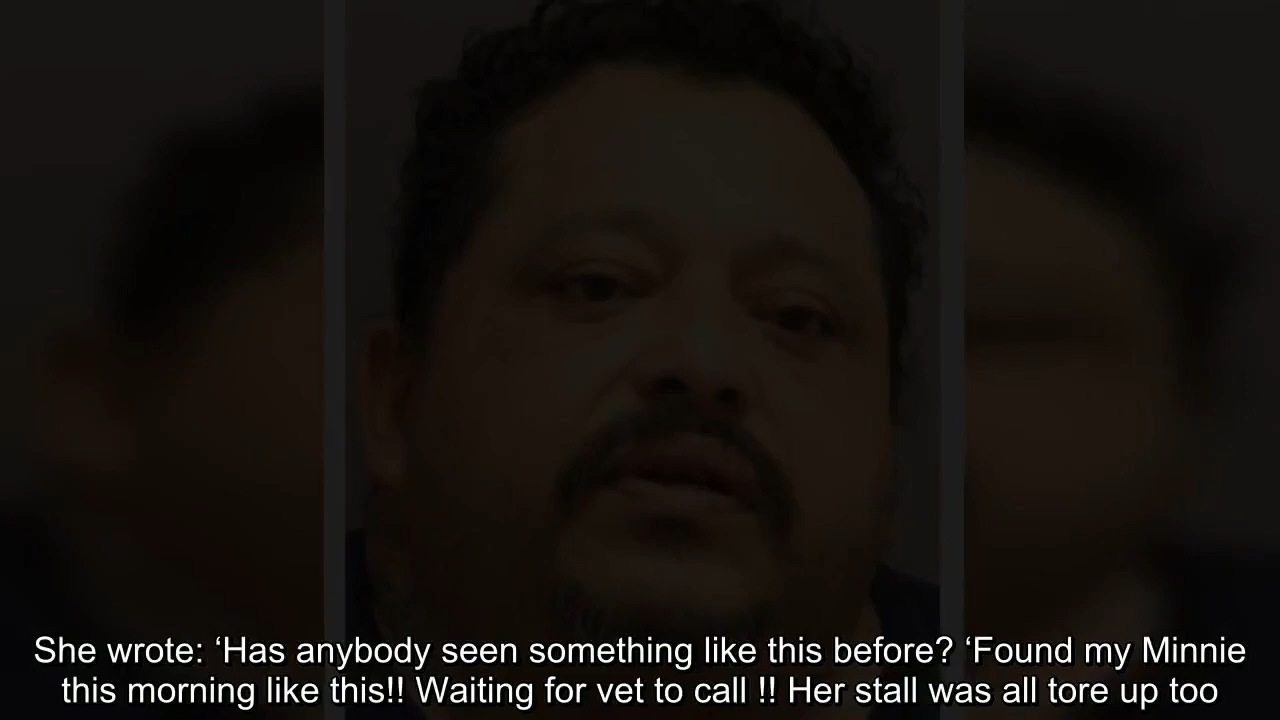 She wrote: ‘Has anybody seen something like this before? ‘Found my Minnie
this morning like this!! Waiting for vet to call !! Her stall was all tore up too